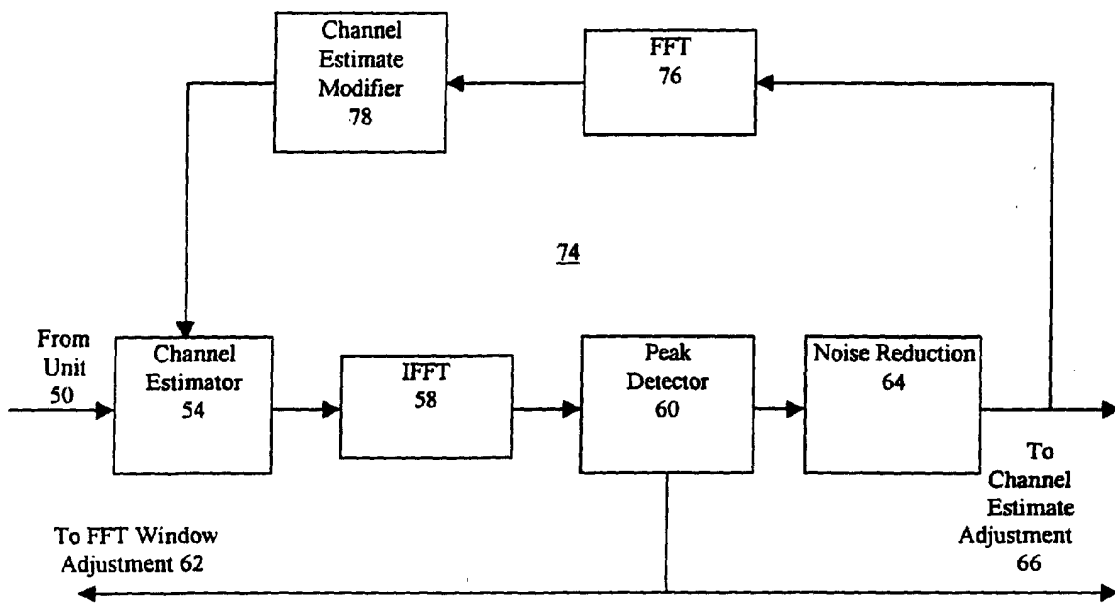 Channel
Estimate
Modifier
78
FFT
76
74
From
Unit
50
Channel
Estimator
54
IFFT
58
Peak
Detector
60
Noise Reduction
64
To
Channel
Estimate
Adjustment
66
To FFT Window
Adjustment 62